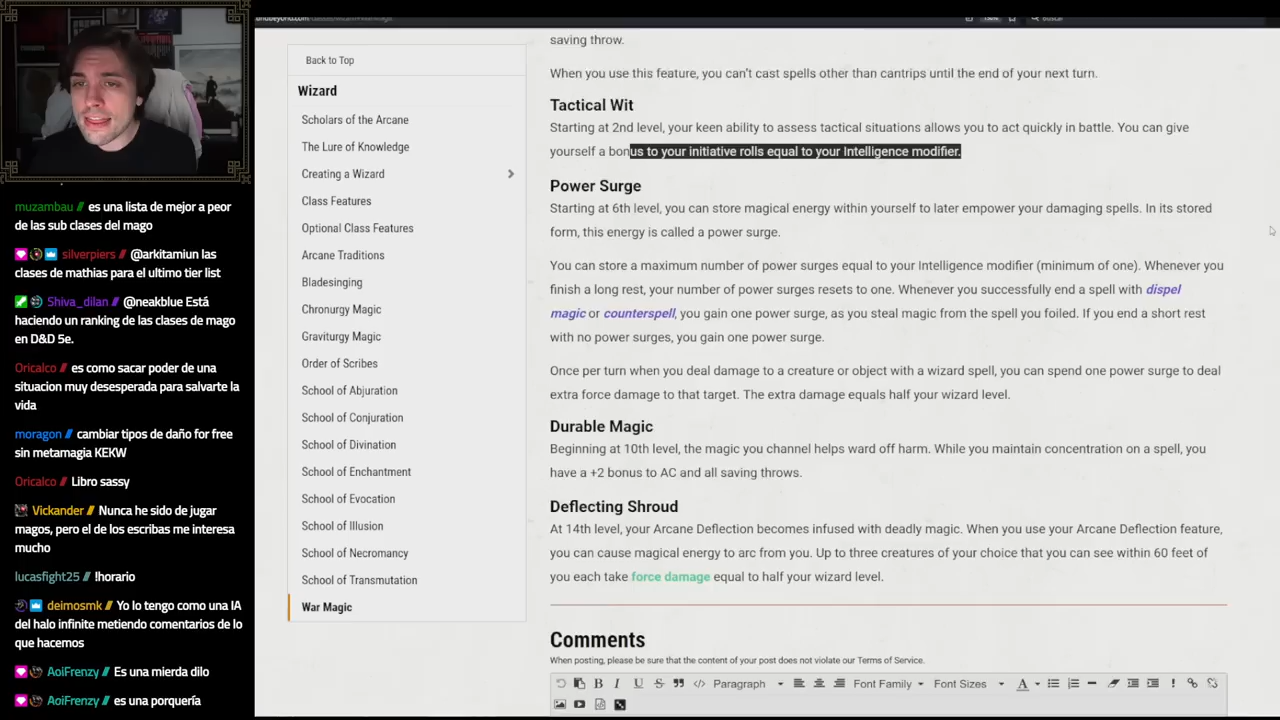 muzambau // es una lista de mejor a peor
de las sub clases del mago
silverpiers // @arkitamiun las
clases de mathias para el ultimo tier list
Shiva_dilan // @neakblue Está
haciendo un ranking de las clases de mago
en D&D 5e.
Oricalco // es como sacar poder de una
situacion muy desesperada para salvarte la
vida
moragon // cambiar tipos de daño for free
sin metamagia KEKW
Oricalco // Libro sassy
Vickander // Nunca he sido de jugar
magos, pero el de los escribas me interesa
mucho
lucasfight25 // !horario
deimosmk // Yo lo tengo como una IA
del halo infinite metiendo comentarios de lo
que hacemos
AoiFrenzy // Es una mierda dilo
AoiFrenzy // es una porquería
Back to Top
Wizard
Scholars of the Arcane
The Lure of Knowledge
Creating a Wizard
Class Features
Optional Class Features
Arcane Traditions
Bladesinging
Chronurgy Magic
Graviturgy Magic
Order of Scribes
School of Abjuration
School of Conjuration
School of Divination
School of Enchantment
School of Evocation
School of Illusion
School of Necromancy
School of Transmutation
War Magic
saving throw.
When you use this feature, you can't cast spells other than cantrips until the end of your next turn.
Tactical Wit
Starting at 2nd level, your keen ability to assess tactical situations allows you to act quickly in battle. You can give
yourself a bonus to your initiative rolls equal to your Intelligence modifier.
Power Surge
Starting at 6th level, you can store magical energy within yourself to later empower your damaging spells. In its stored
form, this energy is called a power surge.
You can store a maximum number of power surges equal to your Intelligence modifier (minimum of one). Whenever you
finish a long rest, your number of power surges resets to one. Whenever you successfully end a spell with dispel
magic or counterspell, you gain one power surge, as you steal magic from the spell you foiled. If you end a short rest
with no power surges, you gain one power surge.
Once per turn when you deal damage to a creature or object with a wizard spell, you can spend one power surge to deal
extra force damage to that target. The extra damage equals half your wizard level.
Durable Magic
Beginning at 10th level, the magic you channel helps ward off harm. While you maintain concentration on a spell, you
have a +2 bonus to AC and all saving throws.
Deflecting Shroud
At 14th level, your Arcane Deflection becomes infused with deadly magic. When you use your Arcane Deflection feature,
you can cause magical energy to arc from you. Up to three creatures of your choice that you can see within 60 feet of
you each take force damage equal to half your wizard level.
Comments
When posting, please be sure that the content of your post does not violate our Terms of Service.
B I U S Paragraph Font Family Font Sizes A